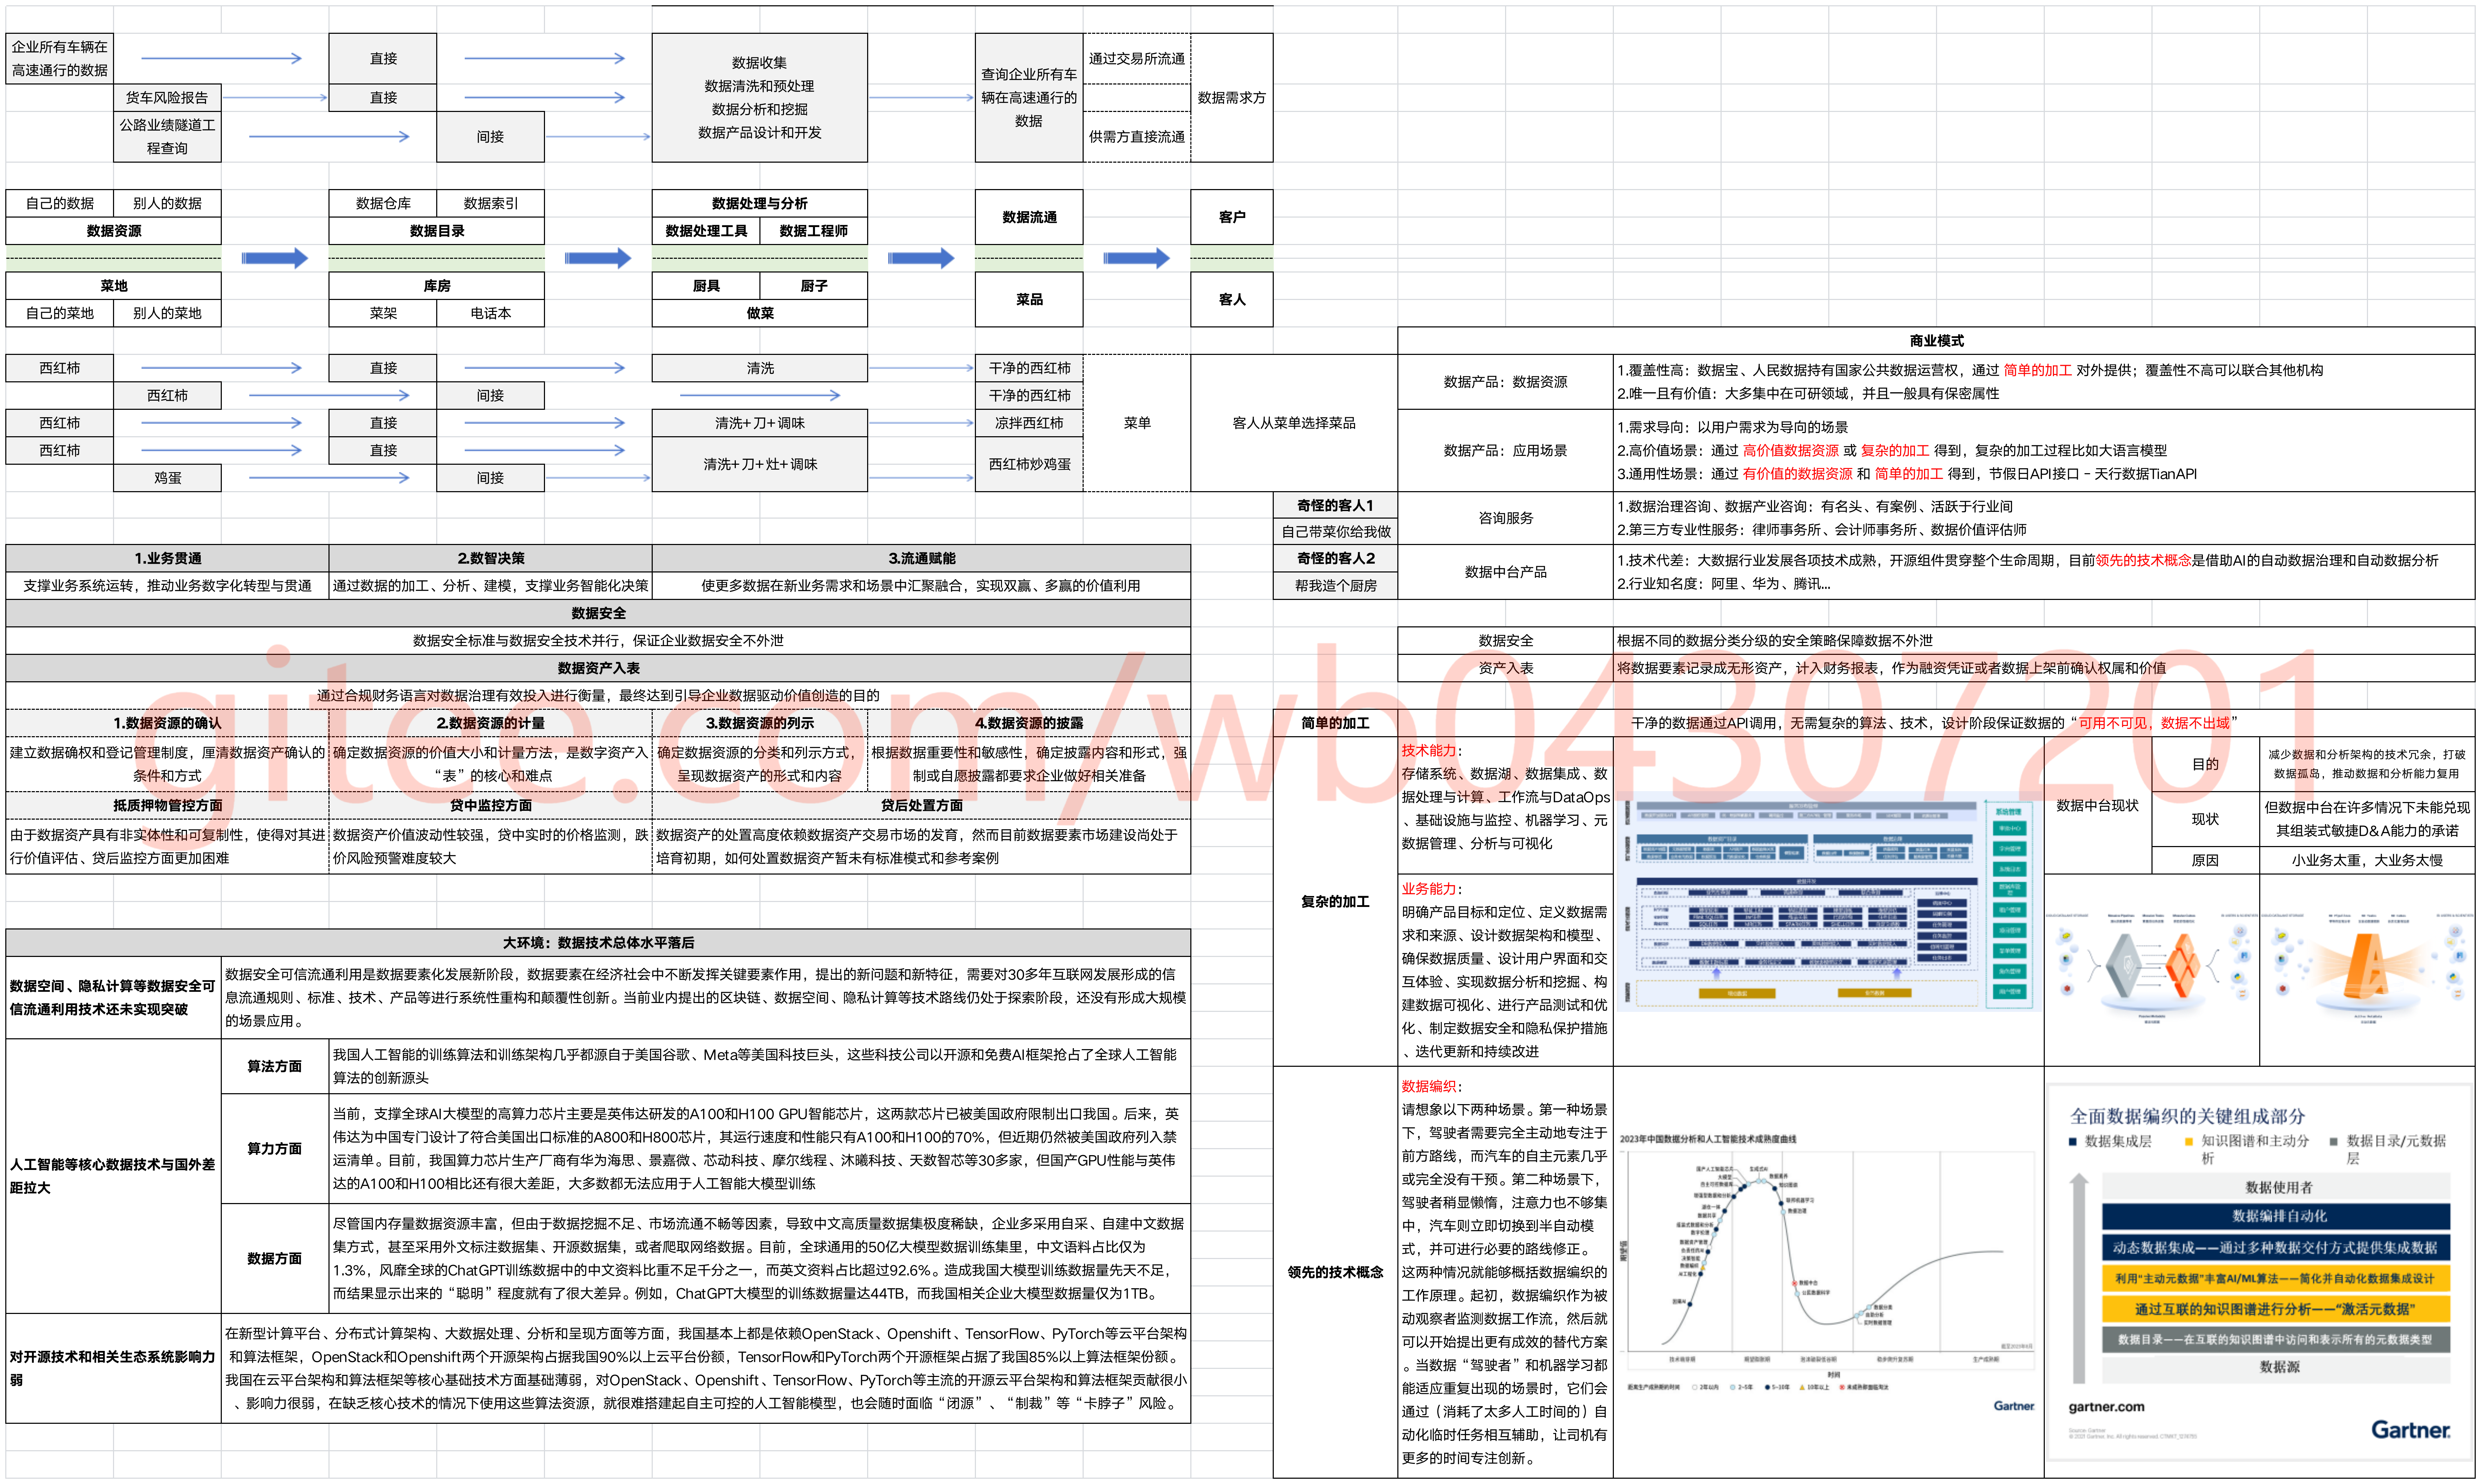 企业所有车辆在
高速通行的数据
直接
货车风险报告
直接
公路业绩隧道工
程查询
间接
数据收集
数据清洗和预处理
数据分析和挖掘
数据产品设计和开发
查询企业所有车
辆在高速通行的
数据
通过交易所流通
供需方直接流通
数据需求方
自己的数据
别人的数据
数据资源
数据仓库
数据索引
数据目录
数据处理与分析
数据处理工具
数据工程师
数据流通
客户
菜地
自己的菜地
别人的菜地
库房
菜架
电话本
厨具
厨子
做菜
菜品
客人
西红柿
直接
清洗
干净的西红柿
西红柿
间接
干净的西红柿
西红柿
直接
清洗+刀+调味
凉拌西红柿
西红柿
直接
鸡蛋
间接
清洗+刀+灶+调味
西红柿炒鸡蛋
菜单
客人从菜单选择菜品
商业模式
数据产品：数据资源
1.覆盖性高：数据宝、人民数据持有国家公共数据运营权，通过 简单的加工 对外提供；覆盖性不高可以联合其他机构
2.唯一且有价值：大多集中在可研领域，并且一般具有保密属性
数据产品：应用场景
1.需求导向：以用户需求为导向的场景
2.高价值场景：通过 高价值数据资源 或 复杂的加工 得到，复杂的加工过程比如大语言模型
3.通用性场景：通过 有价值的数据资源 和 简单的加工 得到，节假日API接口 - 天行数据TianAPI
奇怪的客人1
自己带菜你给我做
咨询服务
1.数据治理咨询、数据产业咨询：有名头、有案例、活跃于行业间
2.第三方专业性服务：律师事务所、会计师事务所、数据价值评估师
奇怪的客人2
帮我造个厨房
数据中台产品
1.技术代差：大数据行业发展各项技术成熟，开源组件贯穿整个生命周期，目前领先的技术概念是借助AI的自动数据治理和自动数据分析
2.行业知名度：阿里、华为、腾讯...
1.业务贯通
2.数智决策
3.流通赋能
支撑业务系统运转，推动业务数字化转型与贯通
通过数据的加工、分析、建模，支撑业务智能化决策
使更多数据在新业务需求和场景中汇聚融合，实现双赢、多赢的价值利用
数据安全
数据安全标准与数据安全技术并行，保证企业数据安全不外泄
数据资产入表
通过合规财务语言对数据治理有效投入进行衡量，最终达到引导企业数据驱动价值创造的目的
1.数据资源的确认
2.数据资源的计量
3.数据资源的列示
4.数据资源的披露
建立数据确权和登记管理制度，厘清数据资产确认的
条件和方式
确定数据资源的价值大小和计量方法，是数字资产入
“表”的核心和难点
确定数据资源的分类和列示方式，
呈现数据资产的形式和内容
根据数据重要性和敏感性，确定披露内容和形式，强
制或自愿披露都要求企业做好相关准备
抵质押物管控方面
贷中监控方面
贷后处置方面
由于数据资产具有非实体性和可复制性，使得对其进
行价值评估、贷后监控方面更加困难
数据资产价值波动性较强，贷中实时的价格监测，跌
价风险预警难度较大
数据资产的处置高度依赖数据资产交易市场的发育，然而目前数据要素市场建设尚处于
培育初期，如何处置数据资产暂未有标准模式和参考案例
数据安全
根据不同的数据分类分级的安全策略保障数据不外泄
资产入表
将数据要素记录成无形资产，计入财务报表，作为融资凭证或者数据上架前确认权属和价值
gitee.com/wb04307201
大环境：数据技术总体水平落后
数据空间、隐私计算等数据安全可
信流通利用技术还未实现突破
数据安全可信流通利用是数据要素化发展新阶段，数据要素在经济社会中不断发挥关键要素作用，提出的新问题和新特征，需要对30多年互联网发展形成的信
息流通规则、标准、技术、产品等进行系统性重构和颠覆性创新。当前业内提出的区块链、数据空间、隐私计算等技术路线仍处于探索阶段，还没有形成大规模
的场景应用。
人工智能等核心数据技术与国外差
距拉大
算法方面
我国人工智能的训练算法和训练架构几乎都源自于美国谷歌、Meta等美国科技巨头，这些科技公司以开源和免费AI框架抢占了全球人工智能
算法的创新源头
算力方面
当前，支撑全球AI大模型的高算力芯片主要是英伟达研发的A100和H100 GPU智能芯片，这两款芯片已被美国政府限制出口我国。后来，英
伟达为中国专门设计了符合美国出口标准的A800和H800芯片，其运行速度和性能只有A100和H100的70%，但近期仍然被美国政府列入禁
运清单。目前，我国算力芯片生产厂商有华为海思、景嘉微、芯动科技、摩尔线程、沐曦科技、天数智芯等30多家，但国产GPU性能与英伟
达的A100和H100相比还有很大差距，大多数都无法应用于人工智能大模型训练
数据方面
尽管国内存量数据资源丰富，但由于数据挖掘不足、市场流通不畅等因素，导致中文高质量数据集极度稀缺，企业多采用自采、自建中文数据
集方式，甚至采用外文标注数据集、开源数据集，或者爬取网络数据。目前，全球通用的50亿大模型数据训练集里，中文语料占比仅为
1.3%，风靡全球的ChatGPT训练数据中的中文资料比重不足千分之一，而英文资料占比超过92.6%。造成我国大模型训练数据量先天不足，
而结果显示出来的“聪明”程度就有了很大差异。例如，ChatGPT大模型的训练数据量达44TB，而我国相关企业大模型数据量仅为1TB。
对开源技术和相关生态系统影响力
弱
在新型计算平台、分布式计算架构、大数据处理、分析和呈现方面等方面，我国基本上都是依赖OpenStack、Openshift、TensorFlow、PyTorch等云平台架构
和算法框架，OpenStack和Openshift两个开源架构占据我国90%以上云平台份额，TensorFlow和PyTorch两个开源框架占据了我国85%以上算法框架份额。
我国在云平台架构和算法框架等核心基础技术方面基础薄弱，对OpenStack、Openshift、TensorFlow、PyTorch等主流的开源云平台架构和算法框架贡献很小
、影响力很弱，在缺乏核心技术的情况下使用这些算法资源，就很难搭建起自主可控的人工智能模型，也会随时面临“闭源”、“制裁”等“卡脖子”风险。
简单的加工
干净的数据通过API调用，无需复杂的算法、技术，设计阶段保证数据的“可用不可见，数据不出域”
复杂的加工
技术能力：
存储系统、数据湖、数据集成、数
据处理与计算、工作流与DataOps
、基础设施与监控、机器学习、元
数据管理、分析与可视化
业务能力：
明确产品目标和定位、定义数据需
求和来源、设计数据架构和模型、
确保数据质量、设计用户界面和交
互体验、实现数据分析和挖掘、构
建数据可视化、进行产品测试和优
化、制定数据安全和隐私保护措施
、迭代更新和持续改进
系统管理
数据中台现状
目的
减少数据和分析架构的技术冗余，打破
数据孤岛，推动数据和分析能力复用
现状
但数据中台在许多情况下未能兑现
其组装式敏捷D&A能力的承诺
原因
小业务太重，大业务太慢
领先的技术概念
数据编织：
请想象以下两种场景。第一种场景
下，驾驶者需要完全主动地专注于
前方路线，而汽车的自主元素几乎
或完全没有干预。第二种场景下，
驾驶者稍显懒惰，注意力也不够集
中，汽车则立即切换到半自动模
式，并可进行必要的路线修正。
这两种情况就能够概括数据编织的
工作原理。起初，数据编织作为被
动观察者监测数据工作流，然后就
可以开始提出更有成效的替代方案
。当数据“驾驶者”和机器学习都
能适应重复出现的场景时，它们会
通过（消耗了太多人工时间的）自
动化临时任务相互辅助，让司机有
更多的时间专注创新。
2023年中国数据分析和人工智能技术成熟度曲线
期望值
生成式AI
大模型
数据中台
公民数据科学
数据分类
实时数据管理
技术萌芽期
期望膨胀期
泡沫破裂低谷期
稳步爬升复苏期
生产成熟期
时间
2年以内
2-5年
5-10年
10年以上
Gartner
全面数据编织的关键组成部分
数据集成层
知识图谱和主动分
析
数据目录/元数据
层
数据使用者
数据编排自动化
动态数据集成——通过多种数据交付方式提供集成数据
利用“主动元数据”丰富AI/ML算法——简化并自动化数据集成设计
通过互联的知识图谱进行分析——“激活元数据”
数据目录——在互联的知识图谱中访问和表示所有的元数据类型
数据源
gartner.com
Gartner